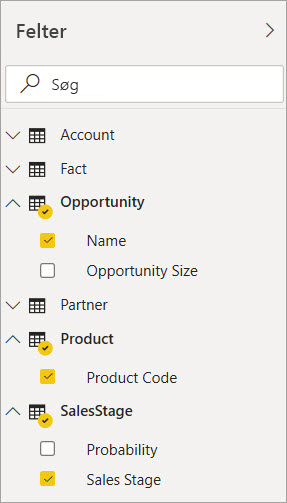 Felter
Søg
Account
Fact
Opportunity
Name
Opportunity Size
Partner
Product
Product Code
SalesStage
Probability
Sales Stage